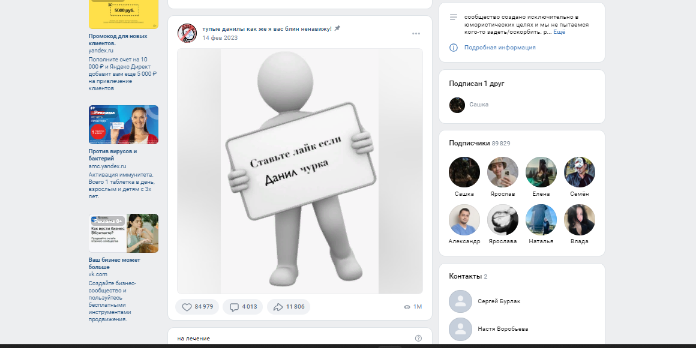 5 000 руб.
Промокод для новых
клиентов.
yandex.ru
Пополните счет на 10
000 ₽ и Яндекс Директ
добавит вам еще 5 000 ₽
на привлечение
клиентов
Против вирусов и
бактерий
smc.yandex.ru
Активация иммунитета.
Всего 1 таблетка в день,
взрослым и детям с 3х
лет.
Ваш бизнес может
больше
vk.com
Создайте бизнес-
сообщество и
пользуйтесь
бесплатными
инструментами
продвижения.
тупые данилы как же я вас блин ненавижу!
14 фев 2023
Ставьте лайк если
Данил чурка
84 979
4 013
11 806
1M
на лечение
сообщество создано исключительно в
юмористических целях и мы не пытаемся
кого-то задеть/оскорбить. р... Ещё
Подробная информация
Подписан 1 друг
Сашка
Подписчики 89 829
Сашка
Ярослав
Елена
Семен
Александр
Ярослава
Наталья
Влада
Контакты 2
Сергей Бурлак
Настя Воробьева